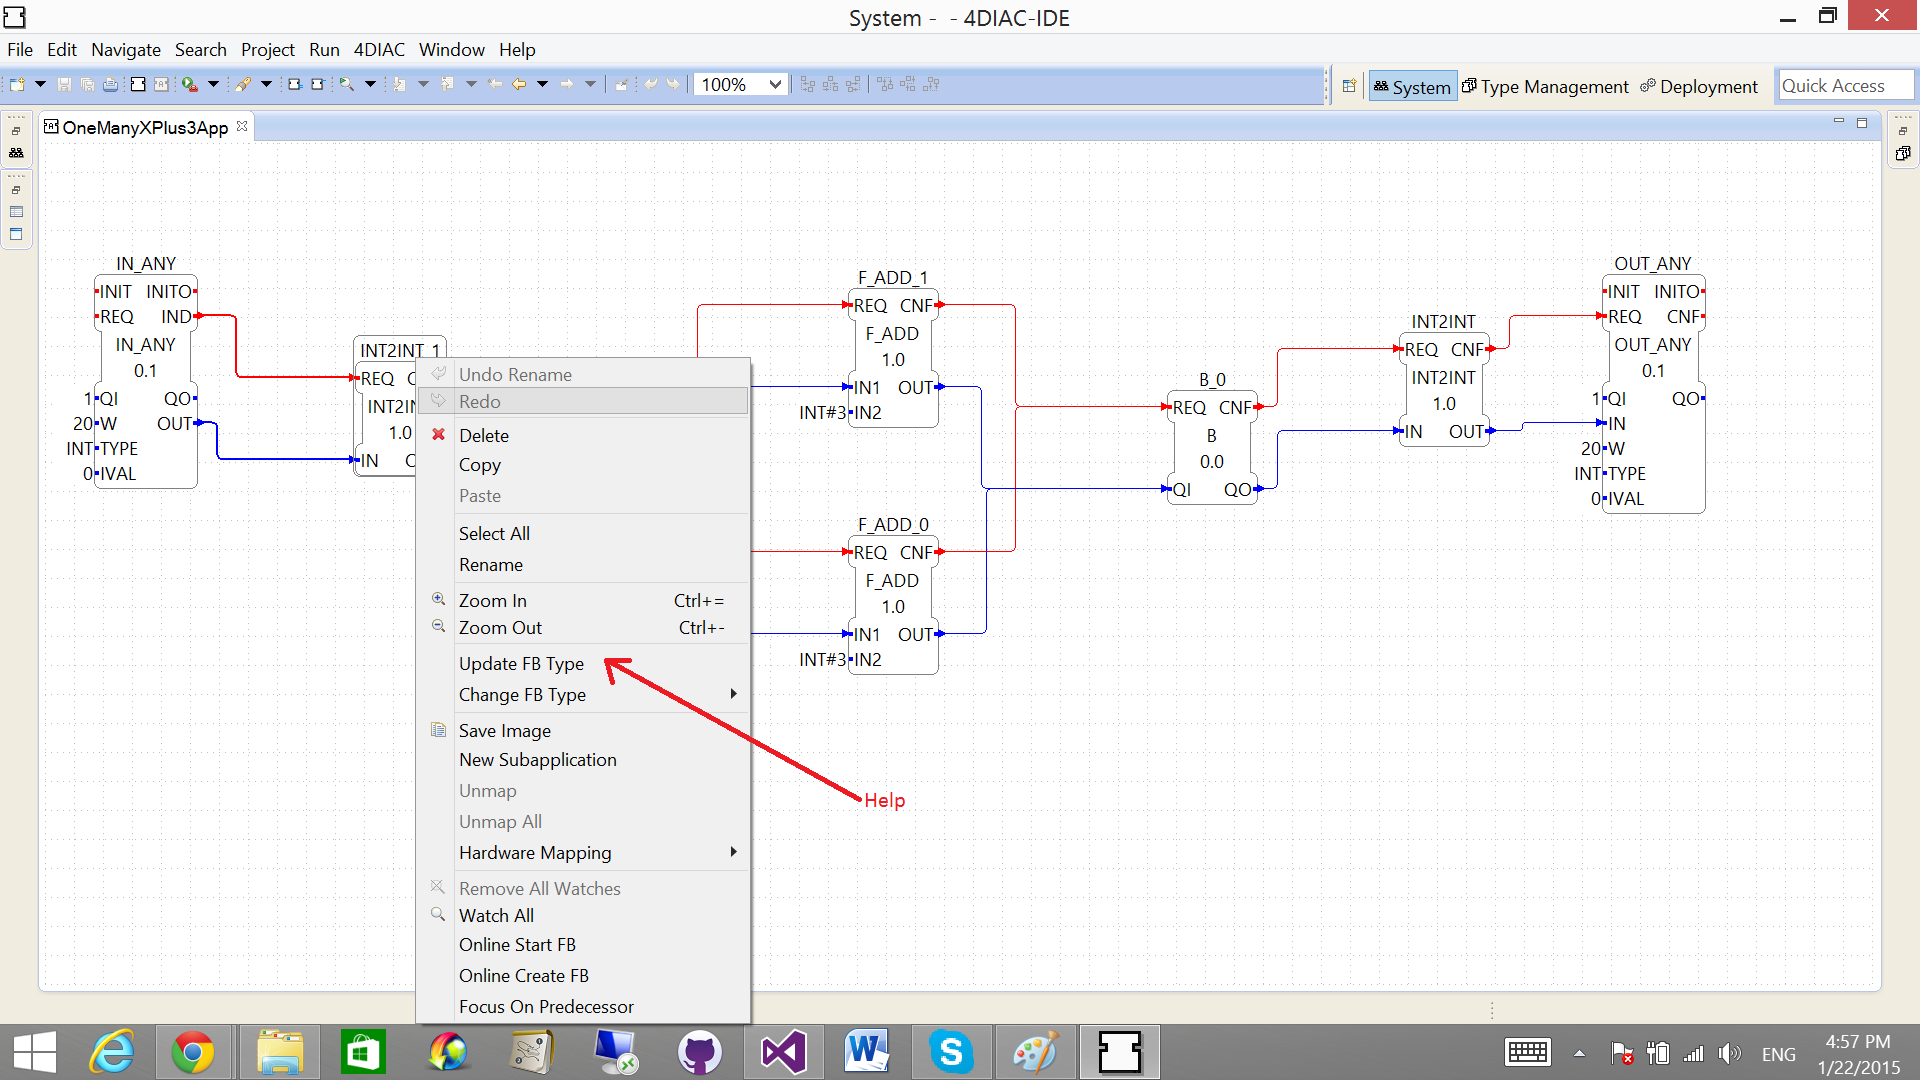 System -  - 4DIAC-IDE
File Edit Navigate Search Project Run 4DIAC Window Help
100%
System Type Management Deployment Quick Access
OneManyXPlus3App
IN_ANY
INIT INITO
REQ IND
IN_ANY
0.1
1 QI QO
20 W OUT
INT TYPE
0 IVAL
INT2INT_1
REQ
INT2IN
1.0
IN
Undo Rename
Redo
Delete
Copy
Paste
Select All
Rename
Zoom In Ctrl+=
Zoom Out Ctrl+-
Update FB Type
Change FB Type
Save Image
New Subapplication
Unmap
Unmap All
Hardware Mapping
Remove All Watches
Watch All
Online Start FB
Online Create FB
Focus On Predecessor
Help
F_ADD_1
REQ CNF
F_ADD
1.0
IN1 OUT
INT#3 IN2
F_ADD_0
REQ CNF
F_ADD
1.0
IN1 OUT
INT#3 IN2
B_0
REQ CNF
B
0.0
QI QO
INT2INT
REQ CNF
INT2INT
1.0
IN OUT
OUT_ANY
INIT INITO
REQ CNF
OUT_ANY
0.1
1 QI QO
IN
20 W
INT TYPE
0 IVAL
ENG
4:57 PM
1/22/2015